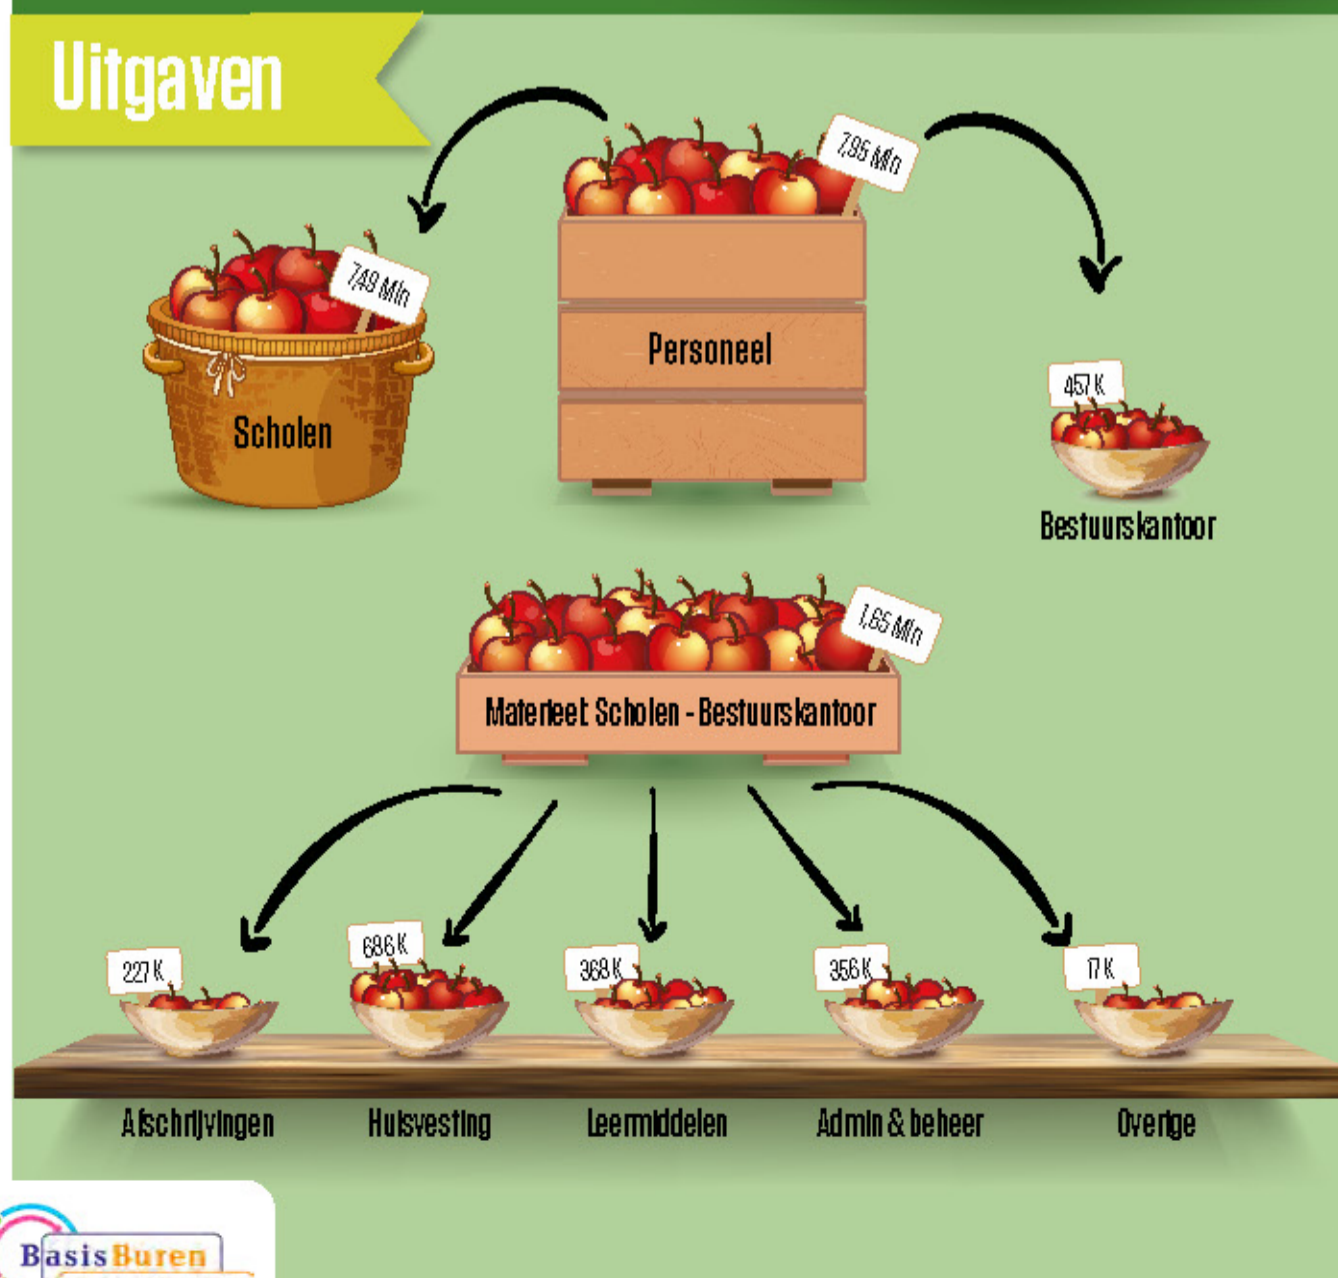 Uitgaven
7,95 Mln
7,49 Mln
Personeel
457 K
Scholen
Bestuurskantoor
1,65 Mln
Materieel: Scholen - Bestuurskantoor
227 K
686 K
368 K
356 K
17 K
Afschrijvingen
Huisvesting
Leermiddelen
Admin & beheer
Overige
BasisBuren